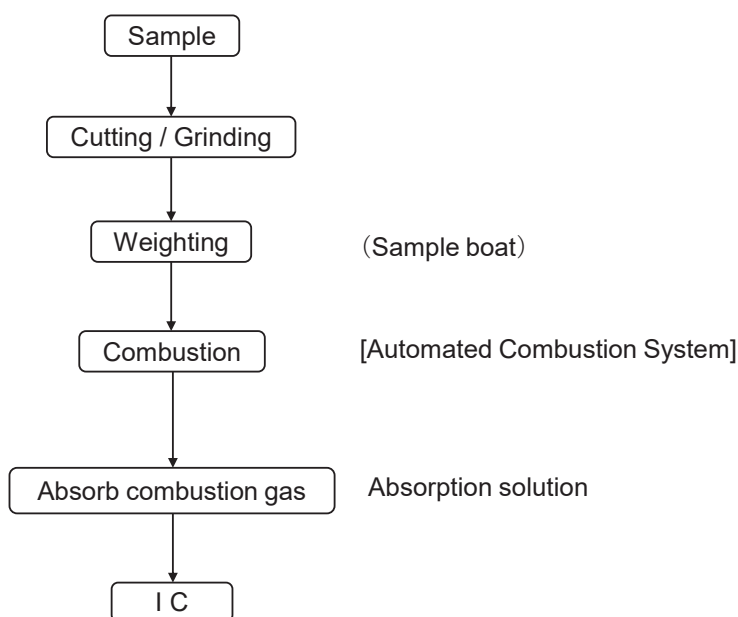 Sample
Cutting / Grinding
Weighting
（Sample boat）
Combustion
[Automated Combustion System]
Absorb combustion gas
Absorption solution
I C